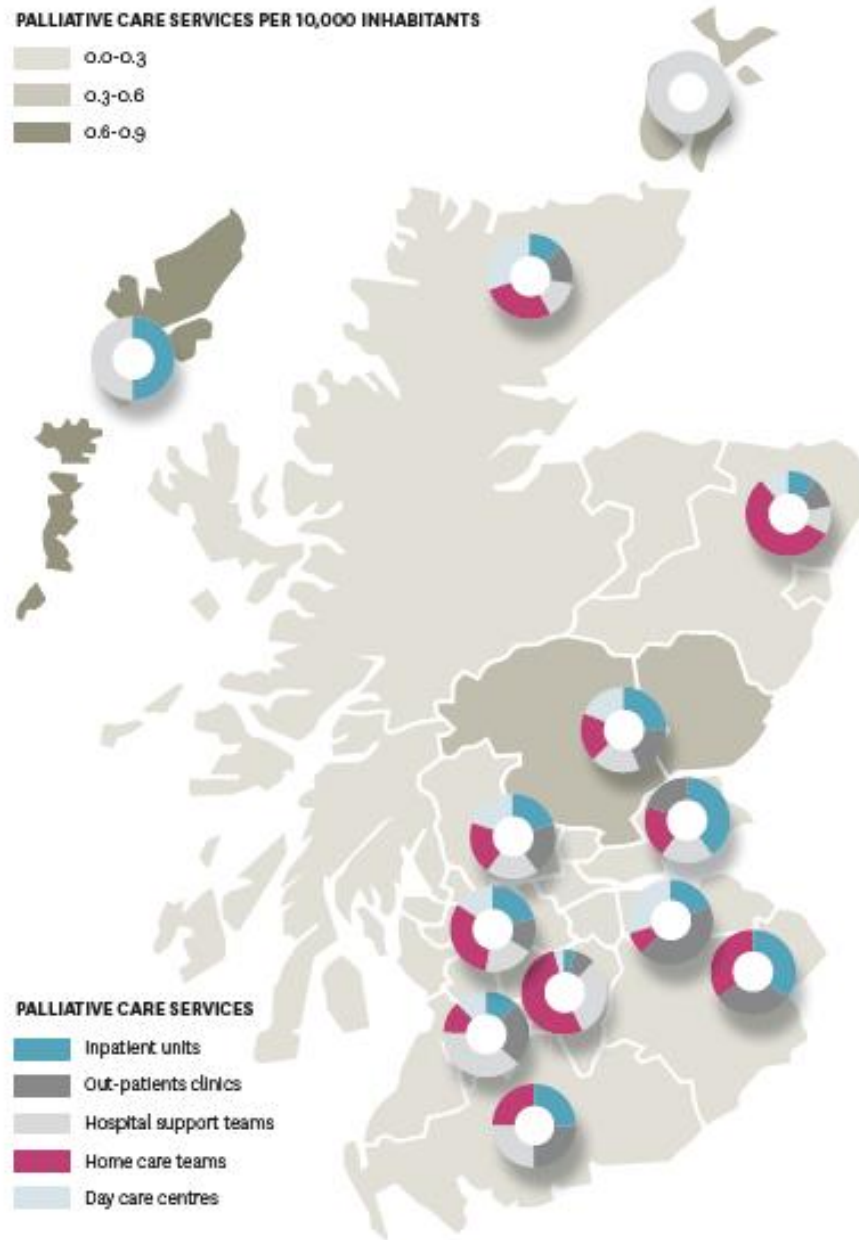 PALLIATIVE CARE SERVICES PER 10,000 INHABITANTS
0.0-0.3
0.3-0.6
0.6-0.9
PALLIATIVE CARE SERVICES
Inpatient units
Out-patients clinics
Hospital support teams
Home care teams
Day care centres